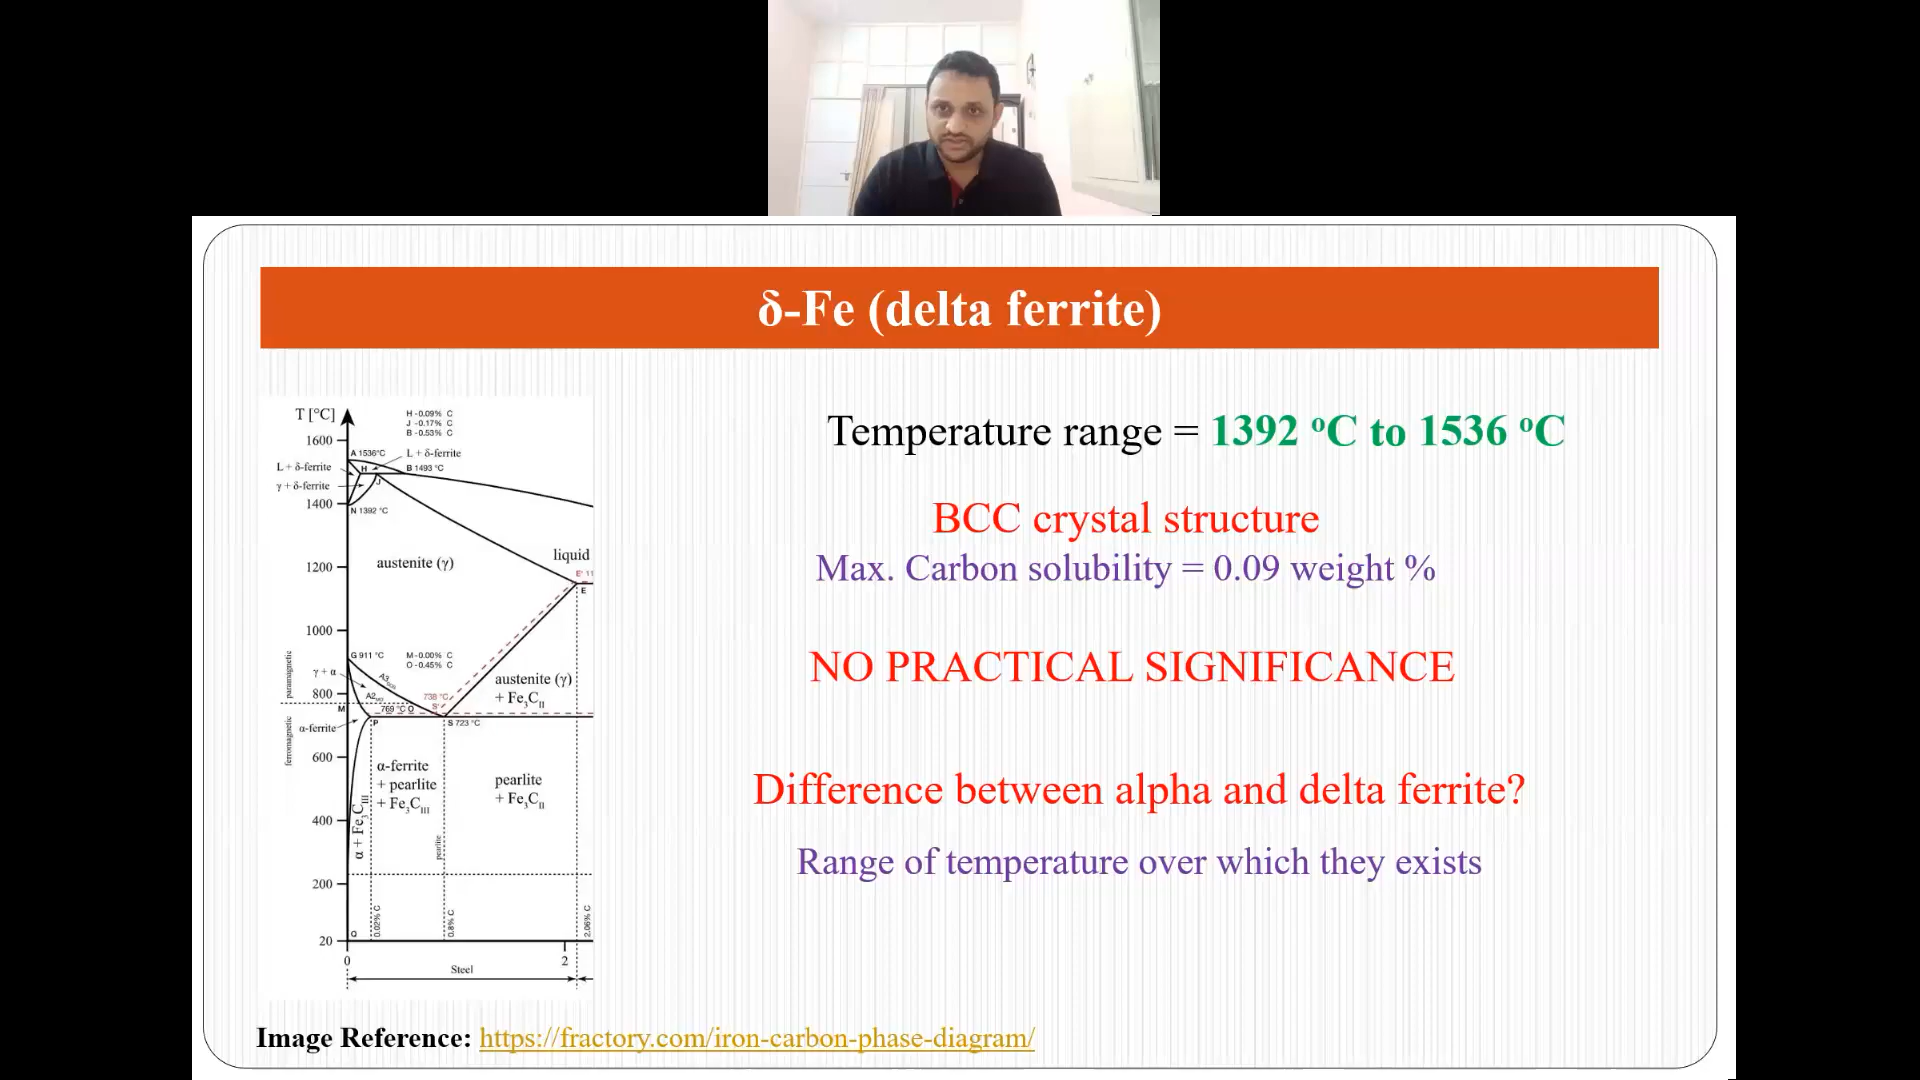 δ-Fe (delta ferrite)
T [°C]
H -0.09% C
J -0.17% C
B -0.53% C
1600
A 1536°C
L + δ-ferrite
L + δ-ferrite
H
B 1493 °C
J
γ + δ-ferrite
1400
N 1392 °C
austenite (γ)
liquid
1200
E' 11
E
1000
G 911 °C
M-0.00% C
O-0.45% C
γ + α
austenite (γ)
+ Fe3CII
800
738 °C
S'
M
769 °C O
P
S 723 °C
α-ferrite
paramagnetic
ferromagnetic
600
α-ferrite
+ pearlite
+ Fe3CIII
pearlite
+ Fe3CII
α + Fe3CIII
pearlite
400
200
0.02% C
0.8% C
2.06% C
Q
20
0
2
Steel
Temperature range = 1392 °C to 1536 °C
BCC crystal structure
Max. Carbon solubility = 0.09 weight %
NO PRACTICAL SIGNIFICANCE
Difference between alpha and delta ferrite?
Range of temperature over which they exists
Image Reference: https://fractory.com/iron-carbon-phase-diagram/